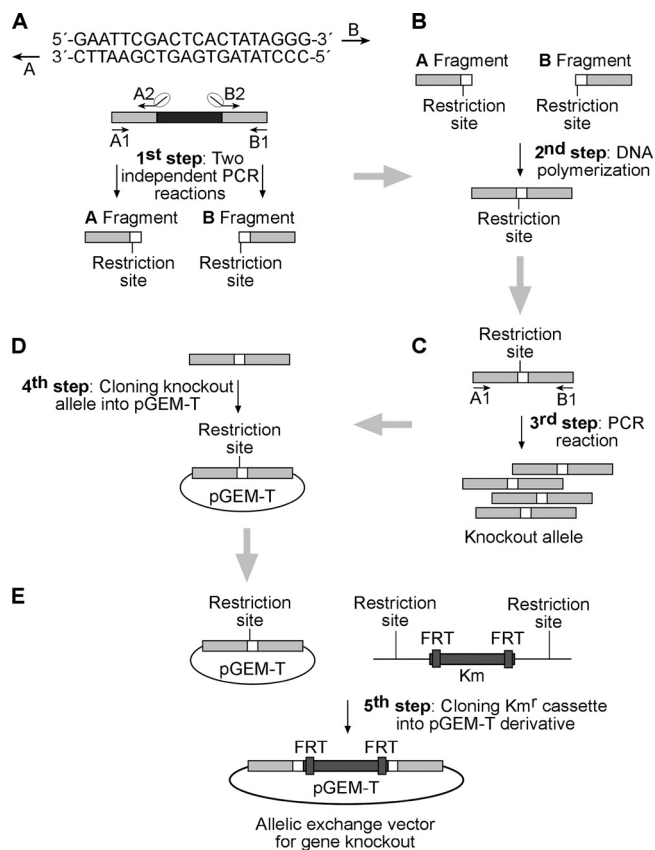 A
5´-GAATTCGACTCACTATAGGG-3´ B
A 3´-CTTAAGCTGAGTGATATCCC-5´
A2 B2
A1 B1
1st step: Two
independent PCR
reactions
A Fragment B Fragment
Restriction Restriction
site site
B
A Fragment B Fragment
Restriction Restriction
site site
2nd step: DNA
polymerization
Restriction
site
C
Restriction
site
A1 B1
3rd step: PCR
reaction
Knockout allele
D
4th step: Cloning knockout
allele into pGEM-T
Restriction
site
pGEM-T
E
Restriction
site
pGEM-T
Restriction Restriction
site site
FRT FRT
Km
5th step: Cloning Kmr cassette
into pGEM-T derivative
FRT FRT
pGEM-T
Allelic exchange vector
for gene knockout